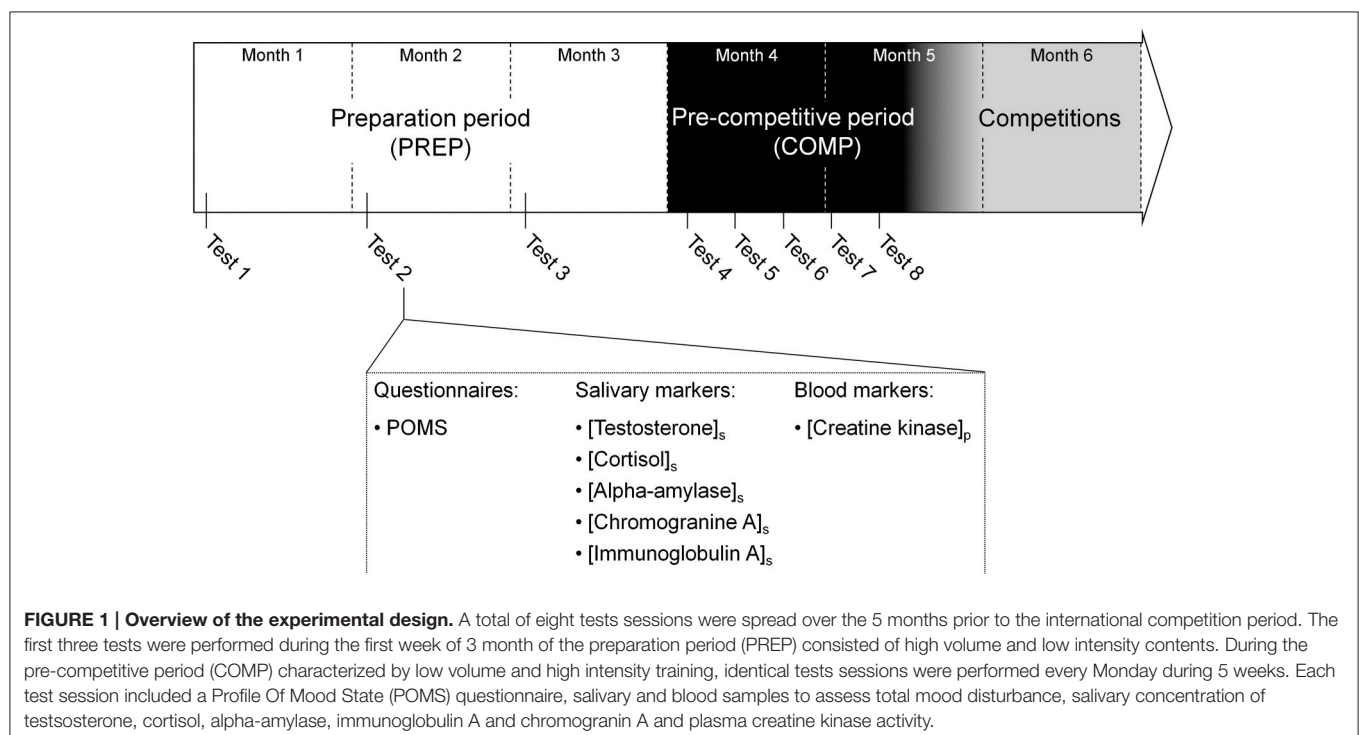 Month 1 Month 2 Month 3 Month 4 Month 5 Month 6
Preparation period
(PREP)
Pre-competitive period
(COMP)
Competitions
Test 1
Test 2
Test 3
Test 4
Test 5
Test 6
Test 7
Test 8
Questionnaires:
• POMS
Salivary markers:
• [Testosterone]s
• [Cortisol]s
• [Alpha-amylase]s
• [Chromogranine A]s
• [Immunoglobulin A]s
Blood markers:
• [Creatine kinase]p
FIGURE 1 | Overview of the experimental design. A total of eight tests sessions were spread over the 5 months prior to the international competition period. The
first three tests were performed during the first week of 3 month of the preparation period (PREP) consisted of high volume and low intensity contents. During the
pre-competitive period (COMP) characterized by low volume and high intensity training, identical tests sessions were performed every Monday during 5 weeks. Each
test session included a Profile Of Mood State (POMS) questionnaire, salivary and blood samples to assess total mood disturbance, salivary concentration of
testsosterone, cortisol, alpha-amylase, immunoglobulin A and chromogranin A and plasma creatine kinase activity.